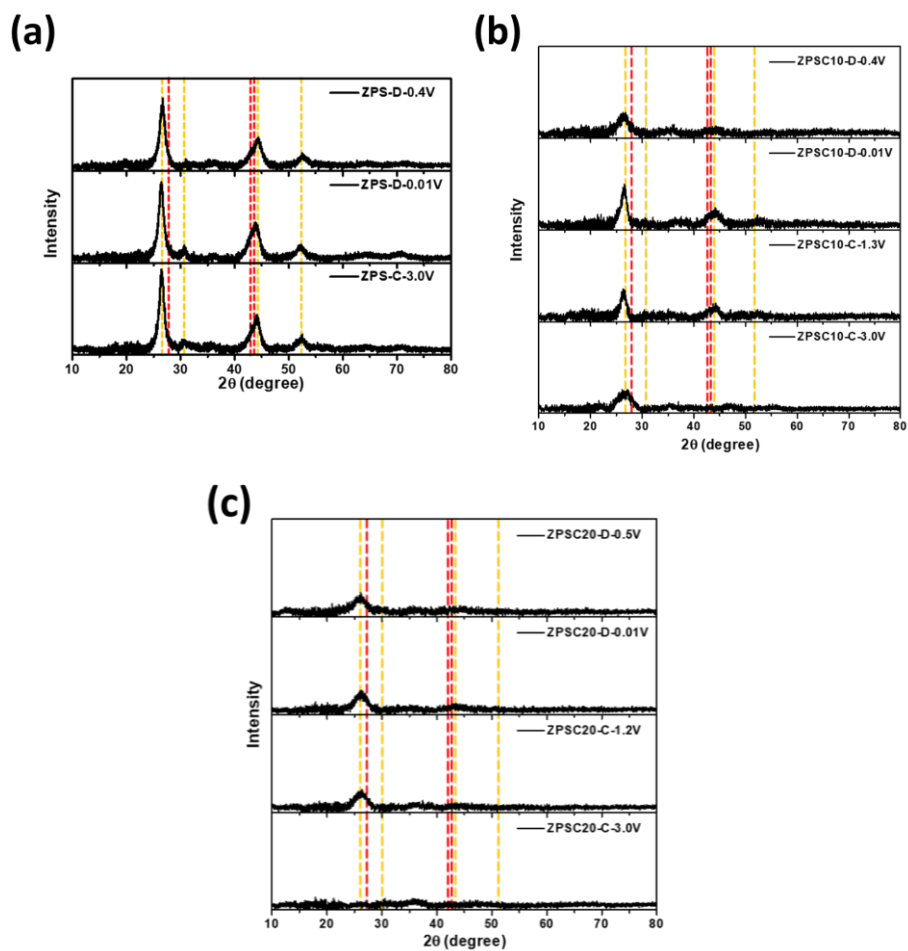 (a)
ZPS-D-0.4V
ZPS-D-0.01V
ZPS-C-3.0V
Intensity
10 20 30 40 50 60 70 80
2θ (degree)
(b)
ZPSC10-D-0.4V
ZPSC10-D-0.01V
ZPSC10-C-1.3V
ZPSC10-C-3.0V
Intensity
10 20 30 40 50 60 70 80
2θ (degree)
(c)
ZPSC20-D-0.5V
ZPSC20-D-0.01V
ZPSC20-C-1.2V
ZPSC20-C-3.0V
Intensity
10 20 30 40 50 60 70 80
2θ (degree)